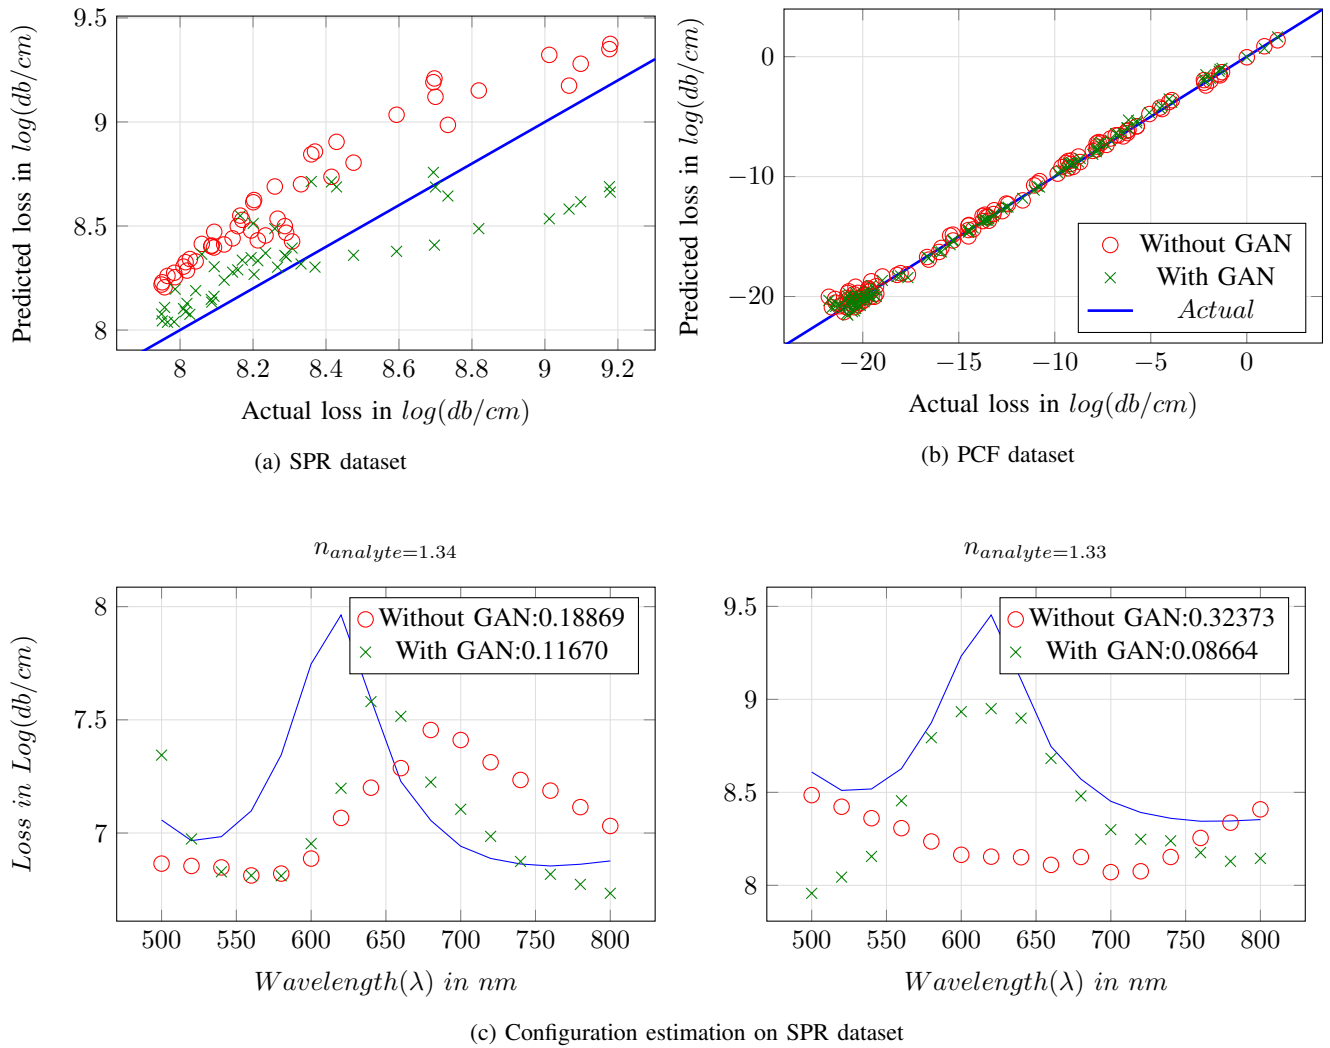 9.5
9
8.5
8
8 8.2 8.4 8.6 8.8 9 9.2
Predicted loss in log(db/cm)
Actual loss in log(db/cm)
(a) SPR dataset
0
−10
−20
−20 −15 −10 −5 0
Predicted loss in log(db/cm)
Without GAN
With GAN
Actual
Actual loss in log(db/cm)
(b) PCF dataset
n_analyte=1.34
8
7.5
7
500 550 600 650 700 750 800
Loss in Log(db/cm)
Without GAN:0.18869
With GAN:0.11670
Wavelength(λ) in nm
n_analyte=1.33
9.5
9
8.5
8
500 550 600 650 700 750 800
Without GAN:0.32373
With GAN:0.08664
Wavelength(λ) in nm
(c) Configuration estimation on SPR dataset